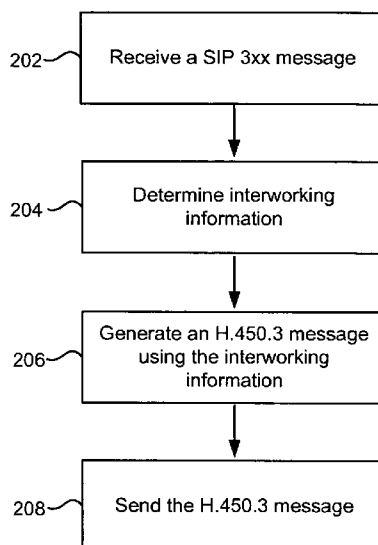 202
Receive a SIP 3xx message
204
Determine interworking
information
206
Generate an H.450.3 message
using the interworking
information
208
Send the H.450.3 message